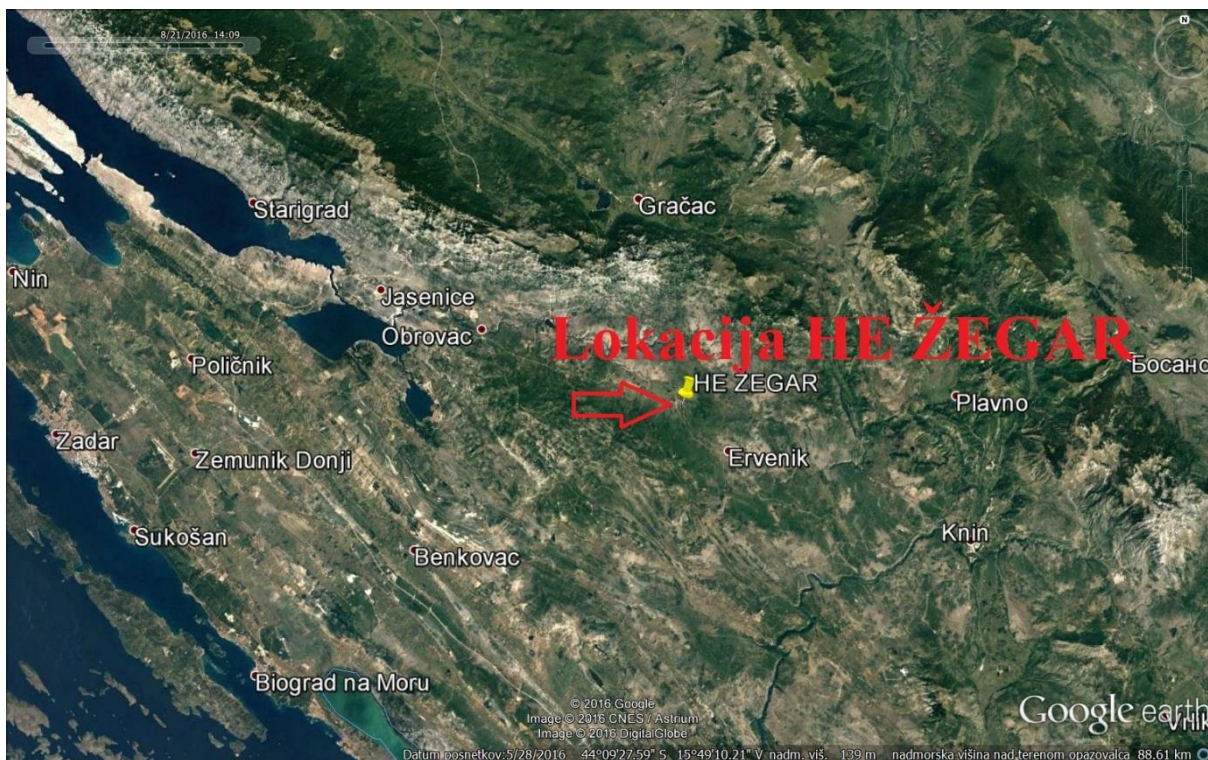 8/21/2016 14:09
N
Starigrad
Gračac
Nin
Jasenice
Obrovac
Lokacija HE ŽEGAR
Poličnik
Босанс
HE ŽEGAR
Plavno
Zadar
Zemunik Donji
Ervenik
Sukošan
Knin
Benkovac
Biograd na Moru
© 2016 Google
Image © 2016 CNES / Astrium
Image © 2016 DigitalGlobe
Google earth
Vrlik
Datum posnetkov: 5/28/2016 44°09'27.59" S 15°49'10.21" V nadm. viš. 139 m nadmorska višina nad terenom opazovalca 88.61 km